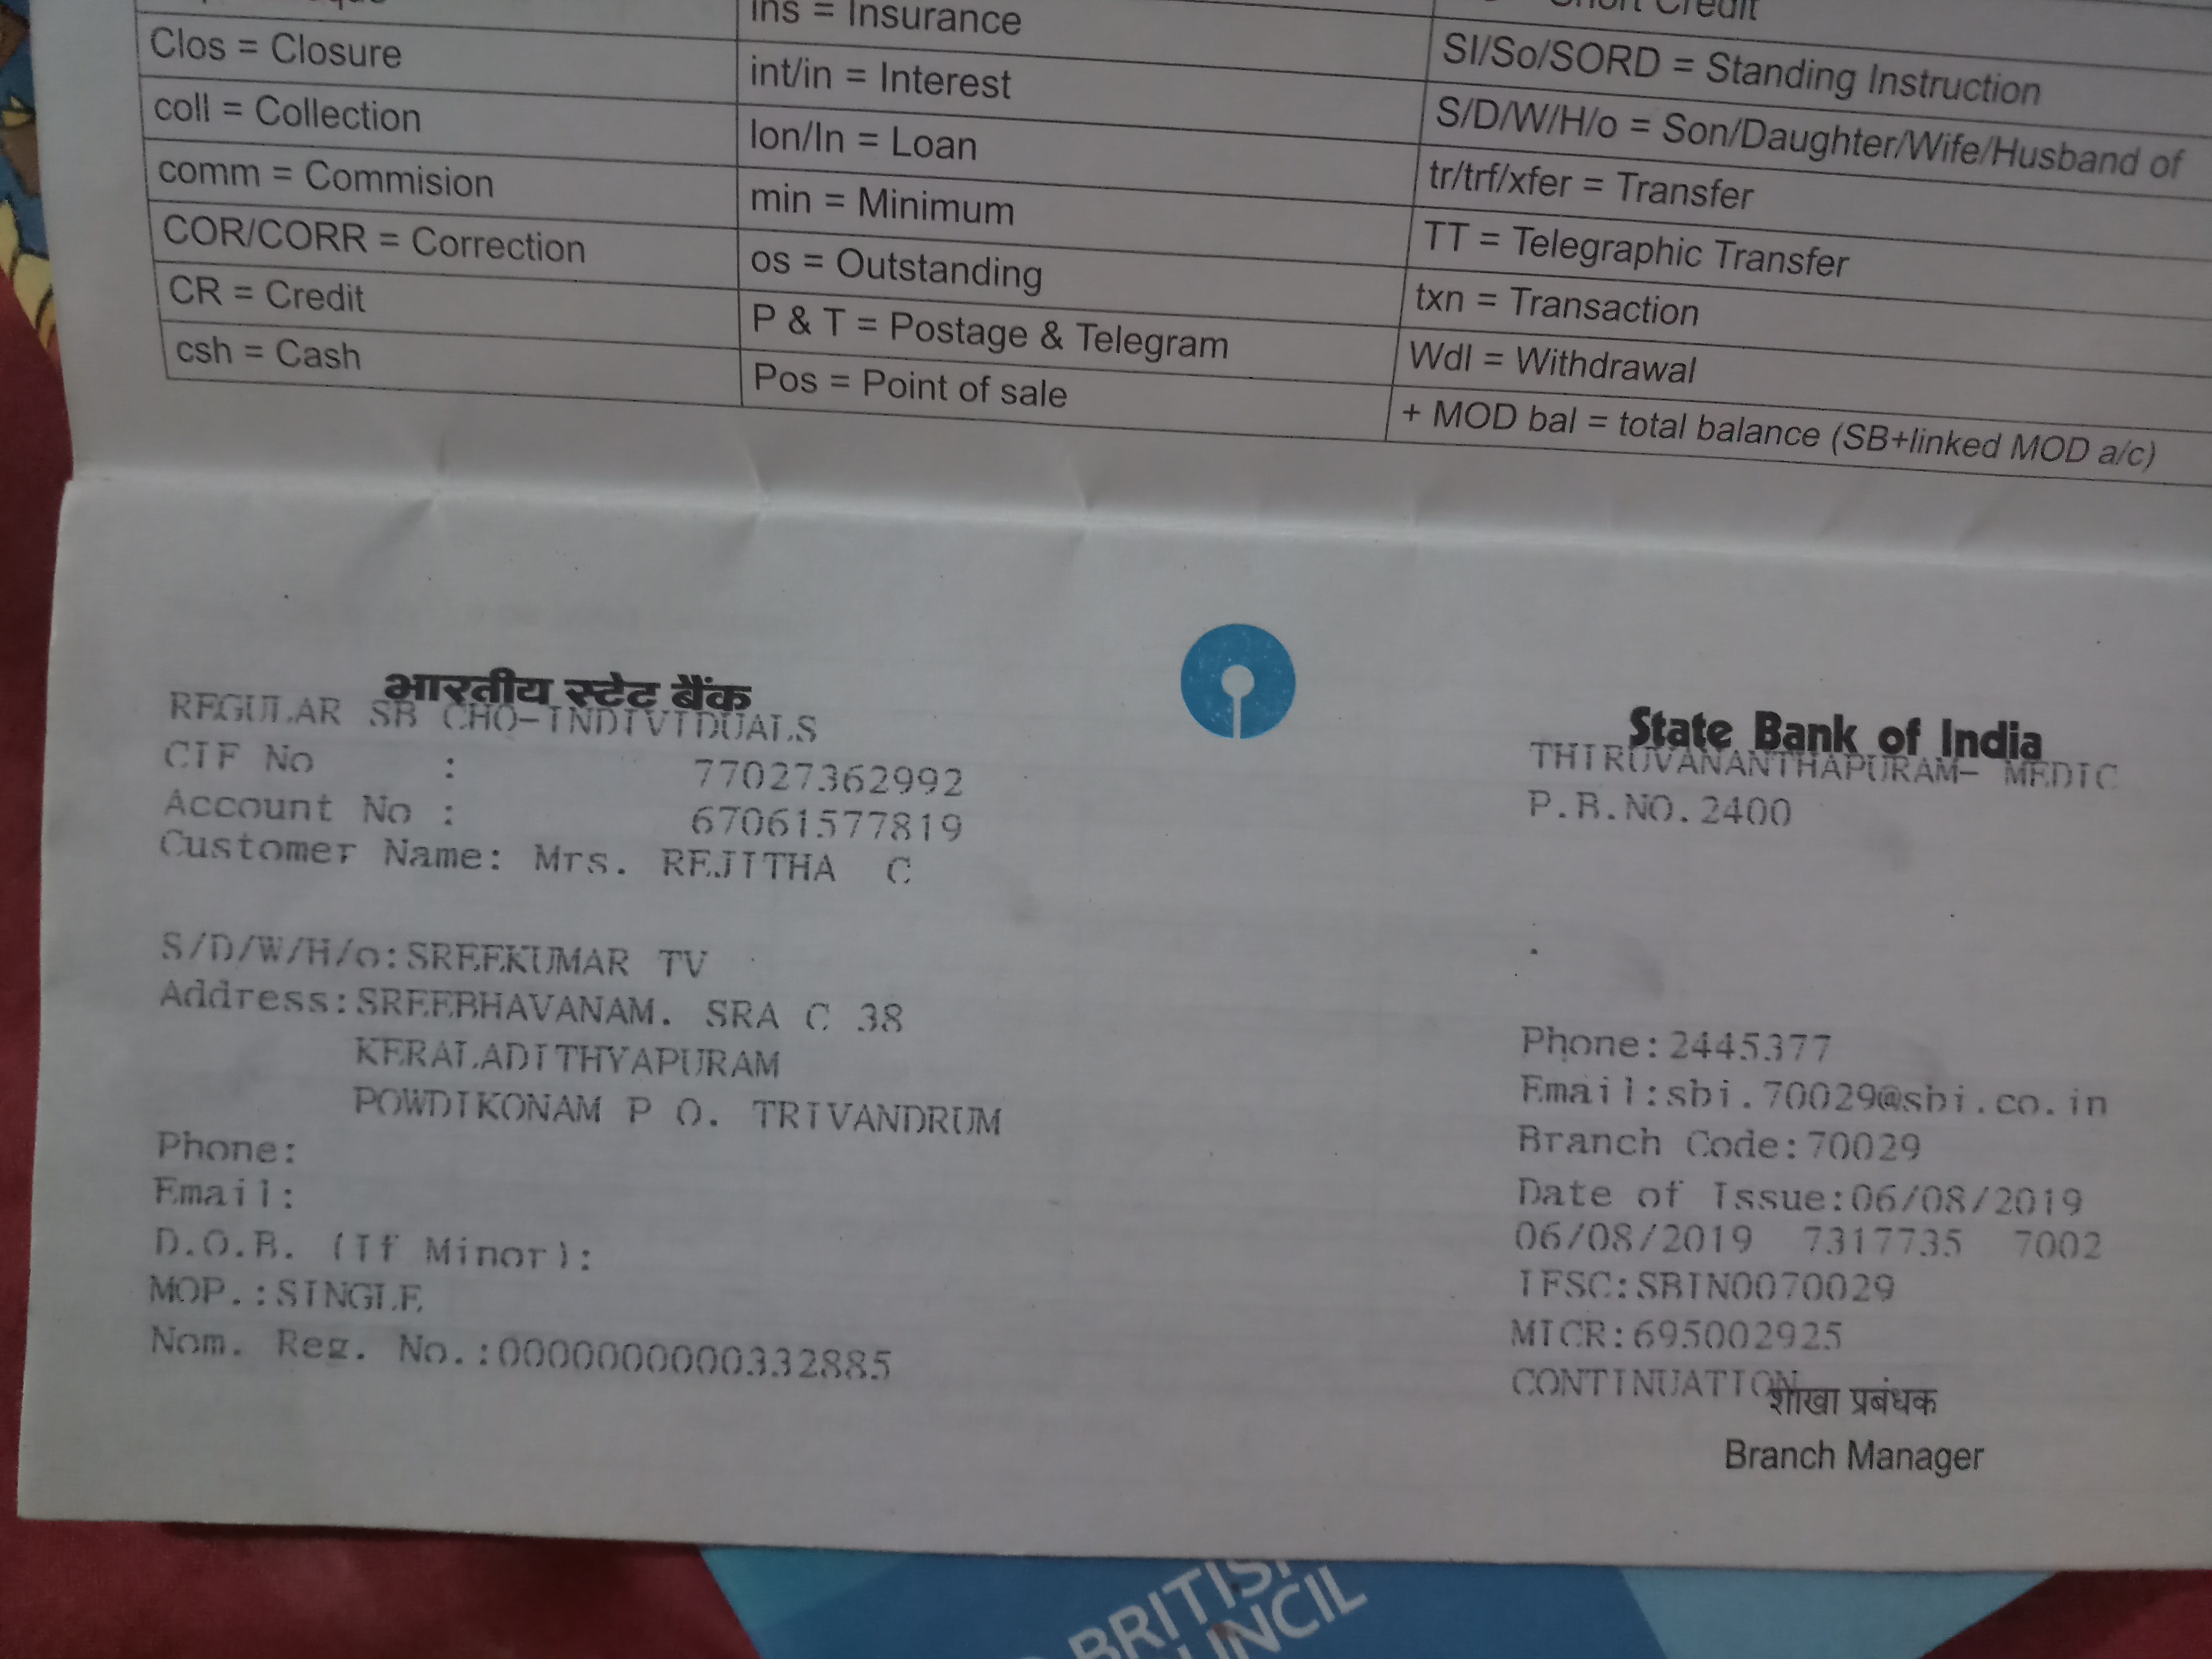 Clos = Closure
coll = Collection
comm = Commision
COR/CORR = Correction
CR = Credit
csh = Cash
ins = Insurance
int/in = Interest
lon/ln = Loan
min = Minimum
os = Outstanding
P & T = Postage & Telegram
Pos = Point of sale
Credit
SI/So/SORD = Standing Instruction
S/D/W/H/o = Son/Daughter/Wife/Husband of
tr/trf/xfer = Transfer
TT = Telegraphic Transfer
txn = Transaction
Wdl = Withdrawal
+ MOD bal = total balance (SB+linked MOD a/c)
भारतीय स्टेट बैंक
REGULAR SB CHQ-INDIVIDUALS
CIF No : 77027362992
Account No : 67061577819
Customer Name: Mrs. REJITHA C
S/D/W/H/o:SREEKUMAR TV
Address:SREEBHAVANAM. SRA C 38
KERALADITHYAPURAM
POWDIKONAM P O. TRIVANDRUM
Phone:
Email:
D.O.B. (If Minor):
MOP.:SINGLE
Nom. Reg. No.:
State Bank of India
THIRUVANANTHAPURAM- MEDIC
P.B.NO.2400
Phone:2445377
Email:sbi.70029@sbi.co.in
Branch Code:70029
Date of Issue:06/08/2019
06/08/2019 7317735 7002
IFSC:SBIN0070029
MICR:695002925
CONTINUATION
शाखा प्रबंधक
Branch Manager
BRITISH